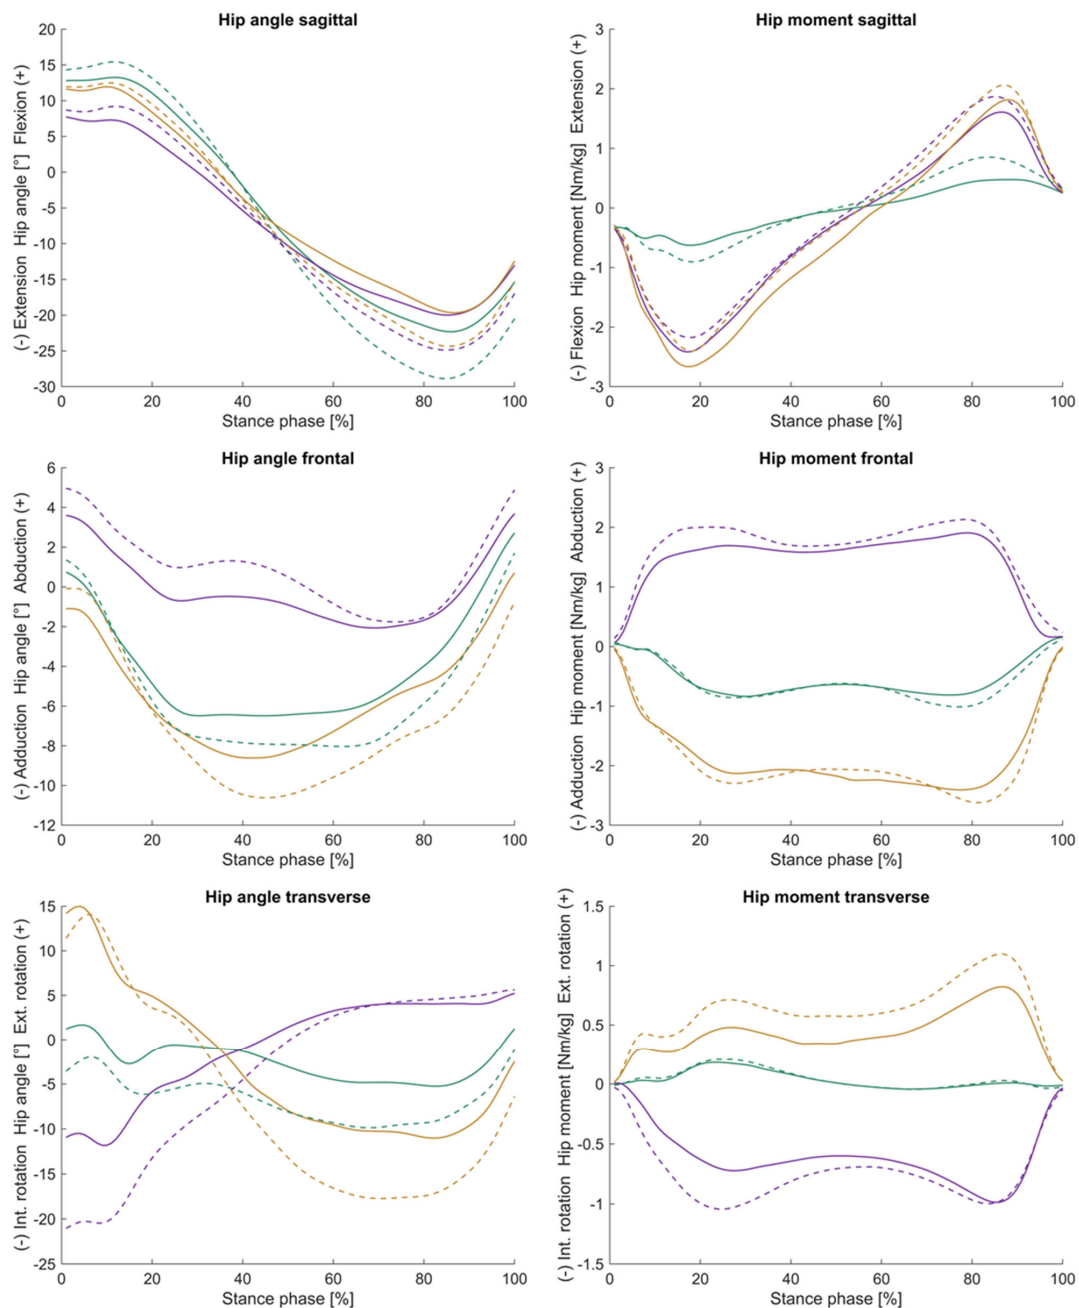 Hip angle sagittal
(-) Extension Hip angle [°] Flexion (+)
20
15
10
5
0
-5
-10
-15
-20
-25
-30
0 20 40 60 80 100
Stance phase [%]
Hip moment sagittal
(-) Flexion Hip moment [Nm/kg] Extension (+)
3
2
1
0
-1
-2
-3
0 20 40 60 80 100
Stance phase [%]
Hip angle frontal
(-) Adduction Hip angle [°] Abduction (+)
6
4
2
0
-2
-4
-6
-8
-10
-12
0 20 40 60 80 100
Stance phase [%]
Hip moment frontal
(-) Adduction Hip moment [Nm/kg] Abduction (+)
3
2
1
0
-1
-2
-3
0 20 40 60 80 100
Stance phase [%]
Hip angle transverse
(-) Int. rotation Hip angle [°] Ext. rotation (+)
15
10
5
0
-5
-10
-15
-20
-25
0 20 40 60 80 100
Stance phase [%]
Hip moment transverse
(-) Int. rotation Hip moment [Nm/kg] Ext. rotation (+)
1.5
1
0.5
0
-0.5
-1
-1.5
0 20 40 60 80 100
Stance phase [%]